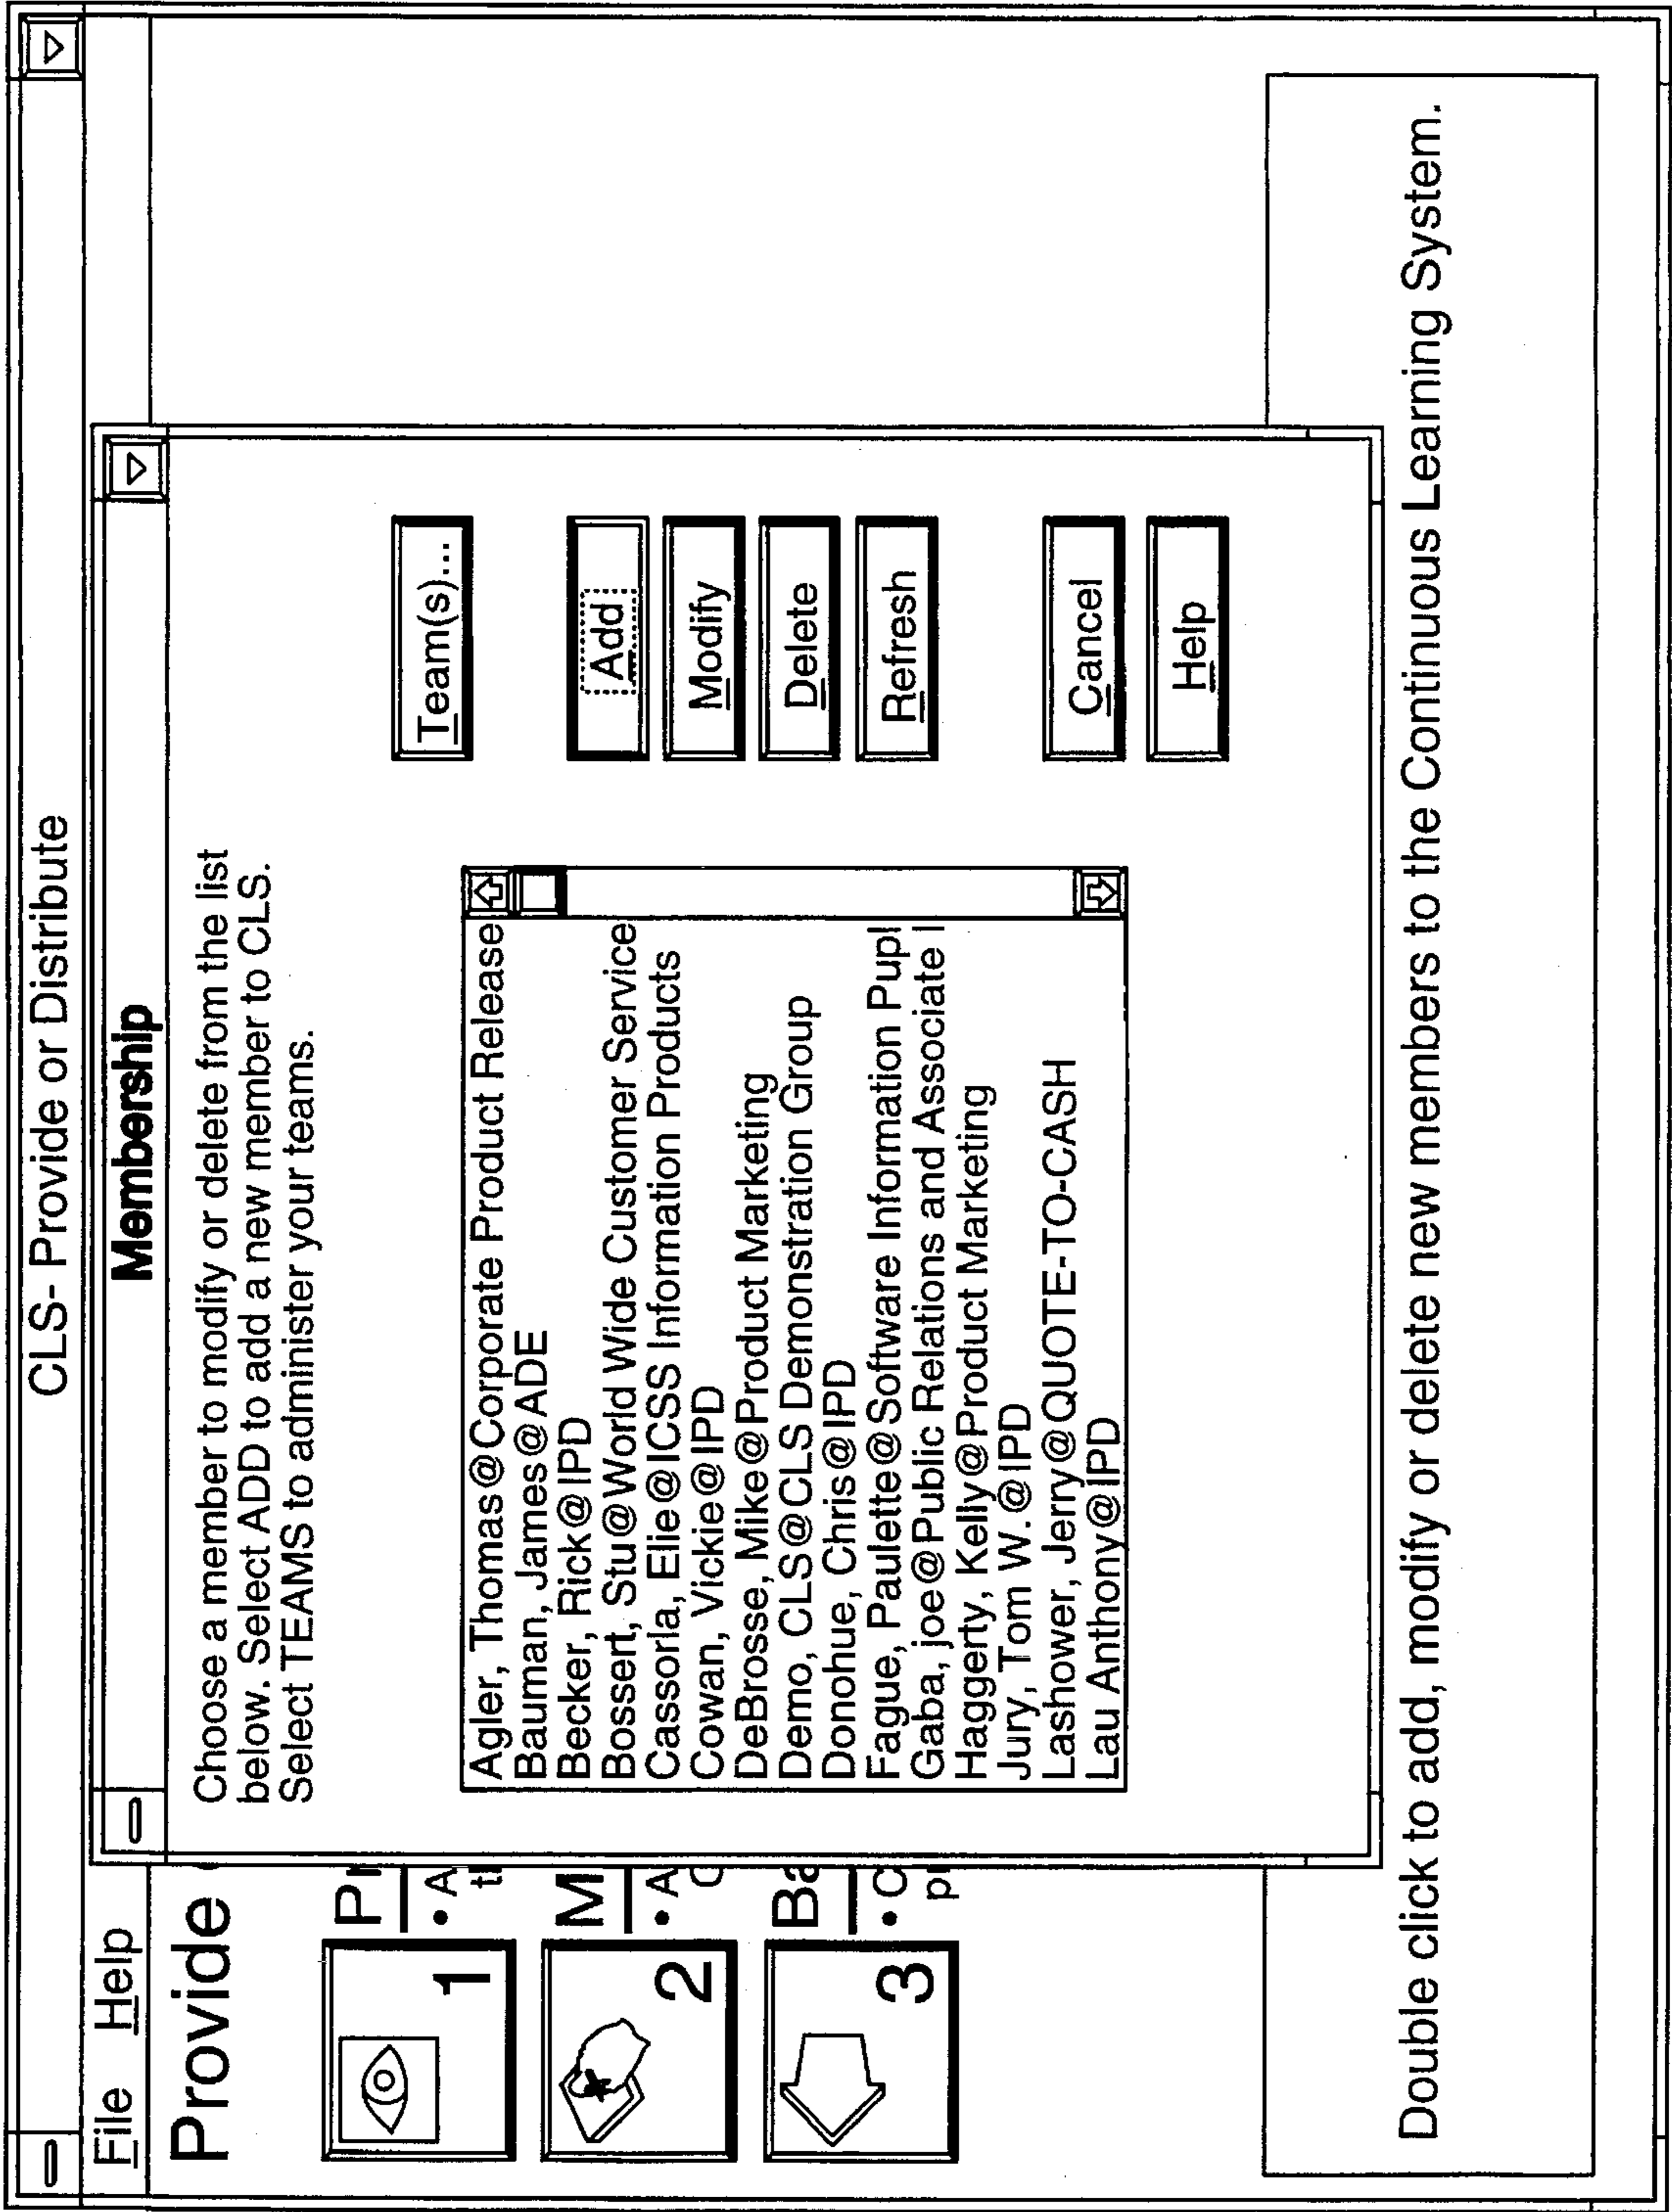 CLS- Provide or Distribute
File Help
Provide
Membership
Choose a member to modify or delete from the list
below. Select ADD to add a new member to CLS.
Select TEAMS to administer your teams.
Agler, Thomas@Corporate Product Release
Bauman, James@ADE
Becker, Rick@IPD
Bossert, Stu@World Wide Customer Service
Cassorla, Elie@ICSS Information Products
Cowan, Vickie@IPD
DeBrosse, Mike@Product Marketing
Demo, CLS@CLS Demonstration Group
Donohue, Chris@IPD
Fague, Paulette@Software Information Pupl
Gaba, joe@Public Relations and Associate
Haggerty, Kelly@Product Marketing
Jury, Tom W.@IPD
Lashower, Jerry@QUOTE-TO-CASH
Lau Anthony@IPD
Team(s)...
Add
Modify
Delete
Refresh
Cancel
Help
1
2
M
• A
3
Ba
• C
Double click to add, modify or delete new members to the Continuous Learning System.